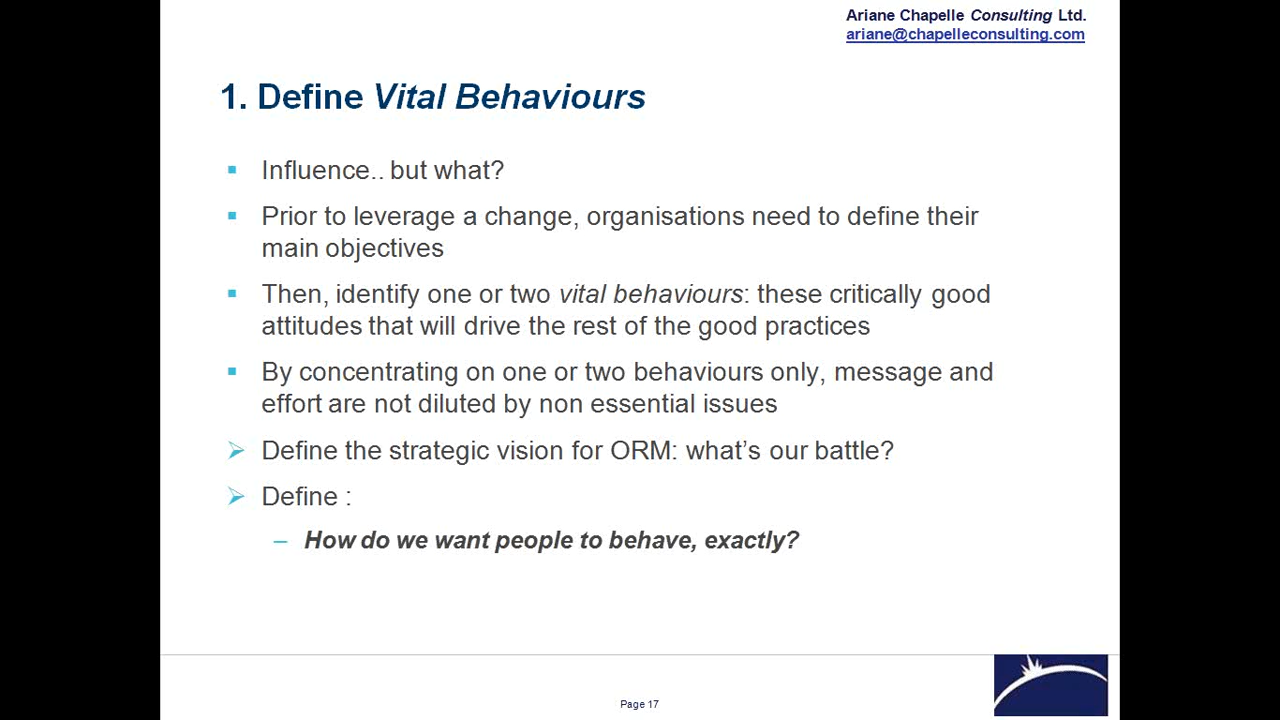 Ariane Chapelle Consulting Ltd.
ariane@chapelleconsulting.com
1. Define Vital Behaviours
Influence.. but what?
Prior to leverage a change, organisations need to define their
main objectives
Then, identify one or two vital behaviours: these critically good
attitudes that will drive the rest of the good practices
By concentrating on one or two behaviours only, message and
effort are not diluted by non essential issues
Define the strategic vision for ORM: what's our battle?
Define :
– How do we want people to behave, exactly?
Page 17